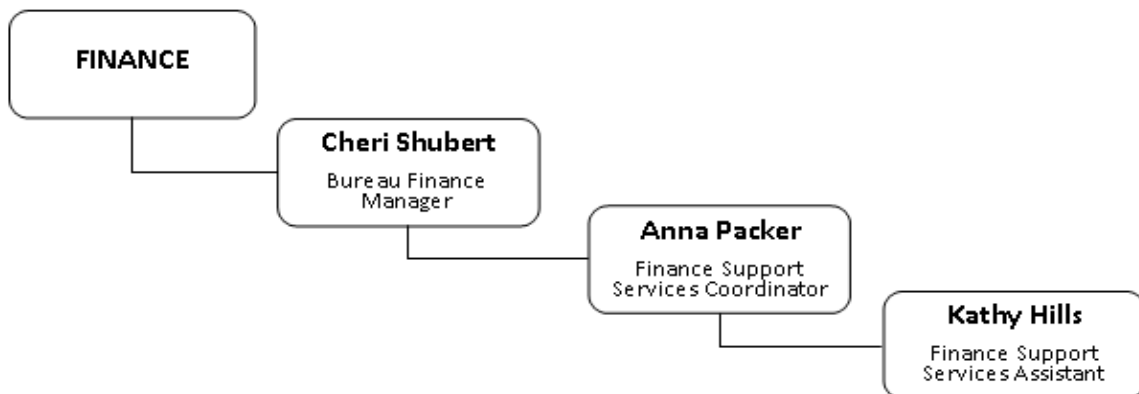 FINANCE
Cheri Shubert
Bureau Finance
Manager
Anna Packer
Finance Support
Services Coordinator
Kathy Hills
Finance Support
Services Assistant